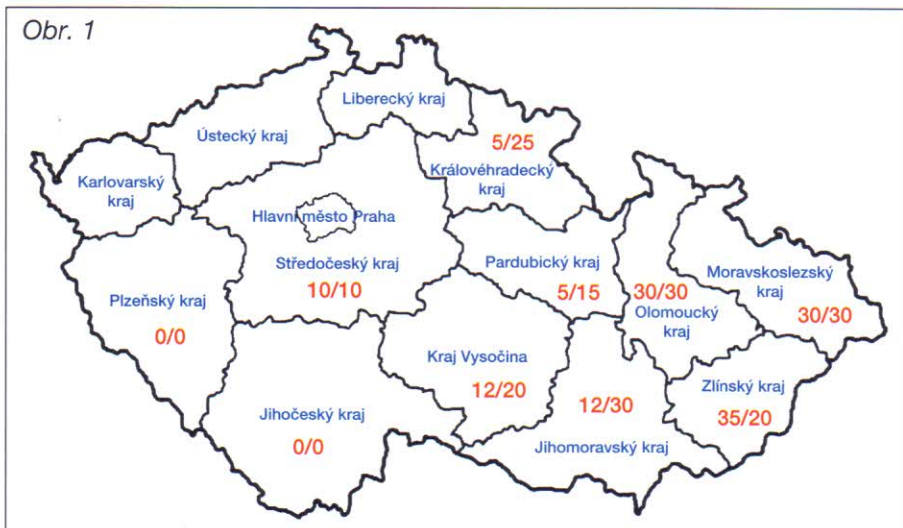 Obr. 1
Liberecký kraj
Ústecký kraj
5/25
Královéhradecký
kraj
Karlovarský
kraj
Hlavní město Praha
Středočeský kraj
10/10
Pardubický kraj
5/15
30/30
Olomoucký
kraj
Moravskoslezský
kraj
30/30
Plzeňský kraj
0/0
Kraj Vysočina
12/20
Zlínský kraj
35/20
Jihočeský kraj
0/0
12/30
Jihomoravský kraj